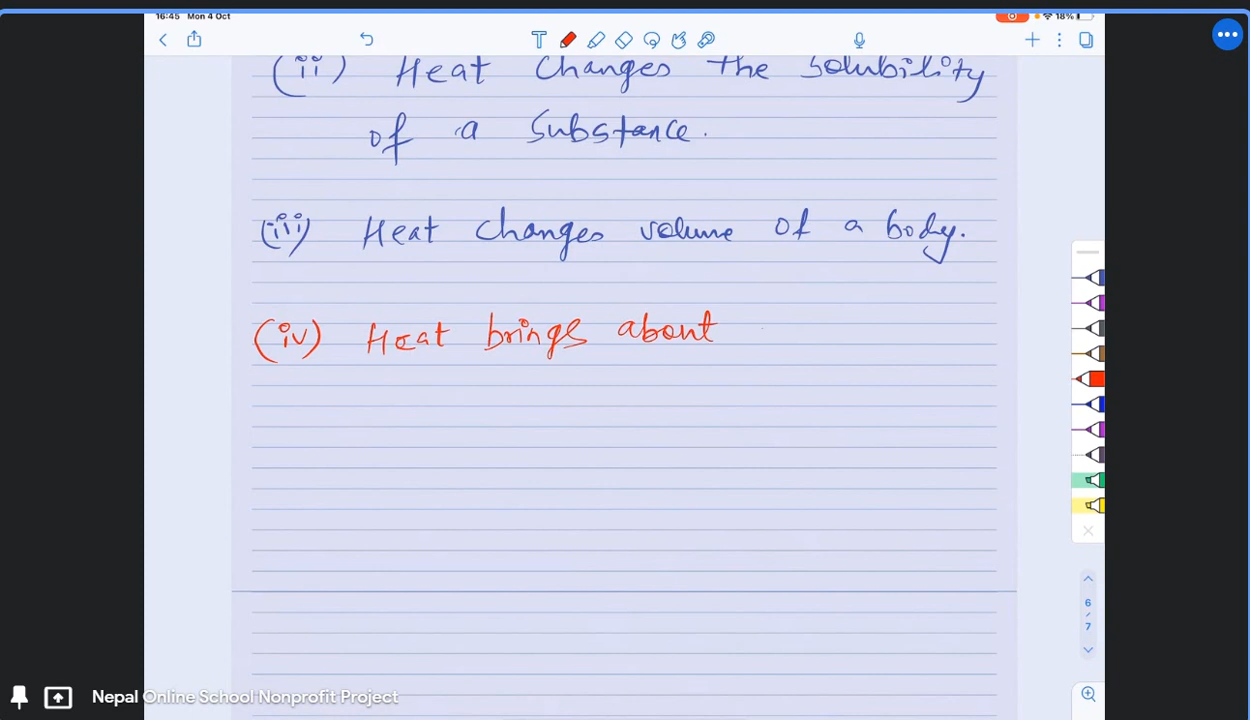 16:45 Mon 4 Oct
18%
(ii) Heat Changes the solubility
of a substance.
(iii) Heat changes volume of a body.
(iv) Heat brings about
6
/
7
Nepal Online School Nonprofit Project